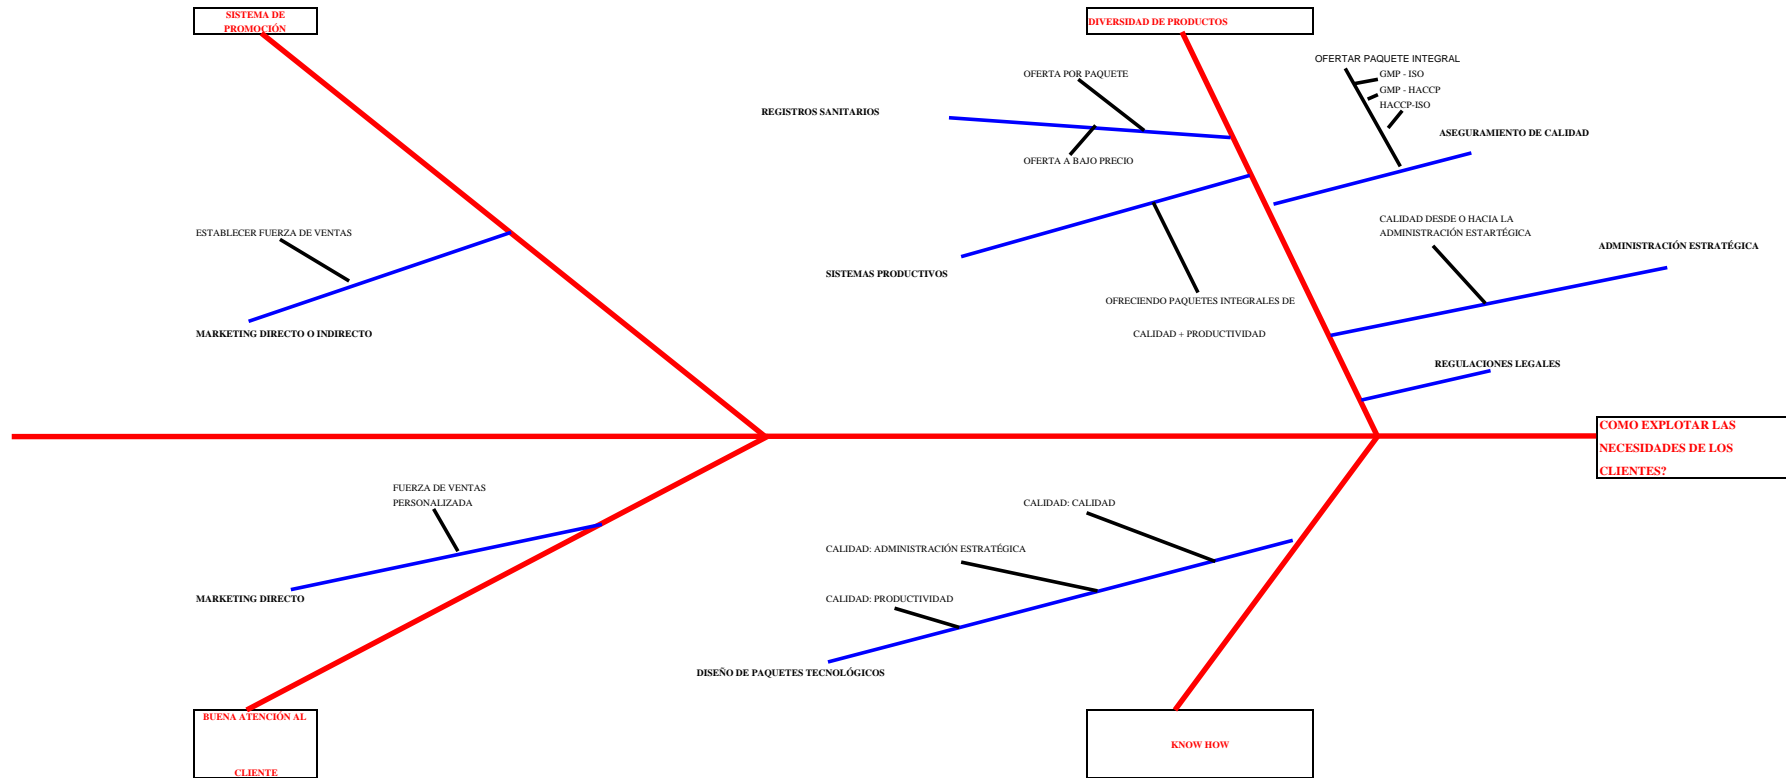 SISTEMA DE
PROMOCIÓN
DIVERSIDAD DE PRODUCTOS
OFERTAR PAQUETE INTEGRAL
GMP - ISO
GMP - HACCP
HACCP-ISO
OFERTA POR PAQUETE
REGISTROS SANITARIOS
ASEGURAMIENTO DE CALIDAD
OFERTA A BAJO PRECIO
ESTABLECER FUERZA DE VENTAS
CALIDAD DESDE O HACIA LA
ADMINISTRACIÓN ESTARTÉGICA
ADMINISTRACIÓN ESTRATÉGICA
SISTEMAS PRODUCTIVOS
OFRECIENDO PAQUETES INTEGRALES DE
CALIDAD + PRODUCTIVIDAD
MARKETING DIRECTO O INDIRECTO
REGULACIONES LEGALES
COMO EXPLOTAR LAS
NECESIDADES DE LOS
CLIENTES?
FUERZA DE VENTAS
PERSONALIZADA
CALIDAD: CALIDAD
CALIDAD: ADMINISTRACIÓN ESTRATÉGICA
CALIDAD: PRODUCTIVIDAD
MARKETING DIRECTO
DISEÑO DE PAQUETES TECNOLÓGICOS
BUENA ATENCIÓN AL
CLIENTE
KNOW HOW